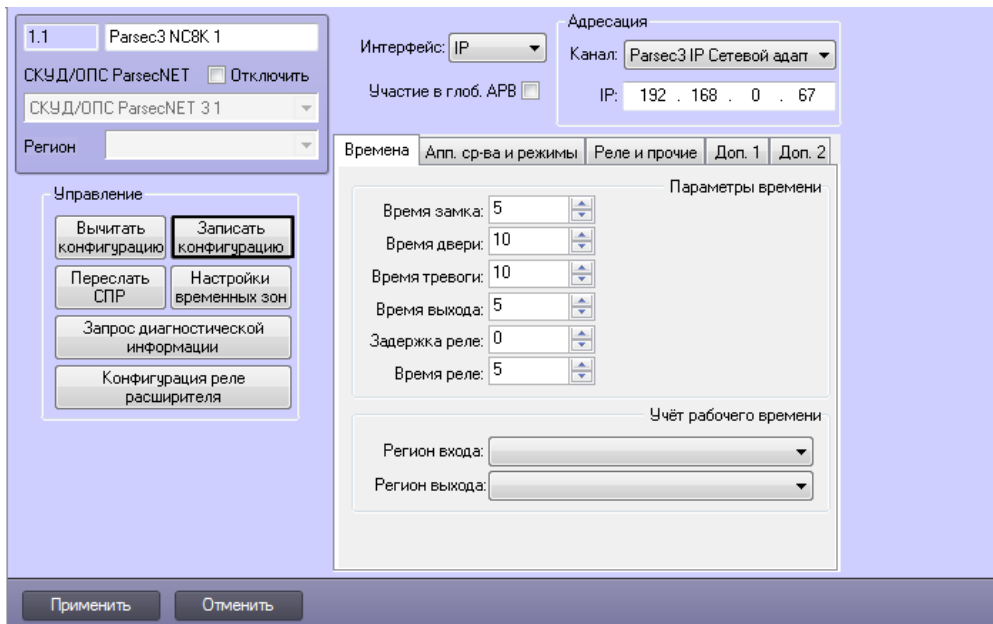 1.1 Parsec3 NC8K 1
СКУД/ОПС ParsecNET Отключить
СКУД/ОПС ParsecNET 3 1
Регион
Интерфейс: IP
Участие в глоб. APB
Адресация
Канал: Parsec3 IP Сетевой адап
IP: 192 . 168 . 0 . 67
Управление
Вычитать
конфигурацию
Записать
конфигурацию
Переслать
СПР
Настройки
временных зон
Запрос диагностической
информации
Конфигурация реле
расширителя
Времена Апп. ср-ва и режимы Реле и прочие Доп. 1 Доп. 2
Параметры времени
Время замка: 5
Время двери: 10
Время тревоги: 10
Время выхода: 5
Задержка реле: 0
Время реле: 5
Учёт рабочего времени
Регион входа:
Регион выхода:
Применить Отменить